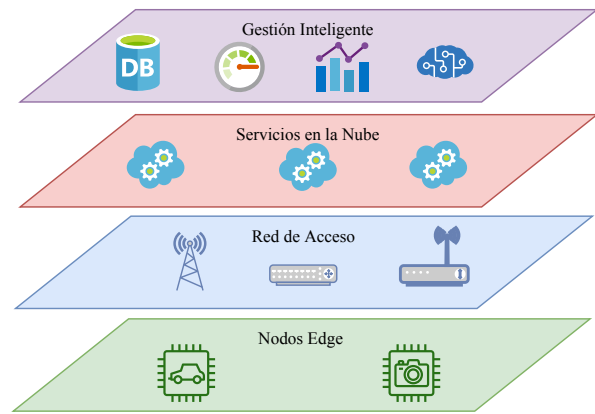 Gestión Inteligente
DB
Servicios en la Nube
Red de Acceso
Nodos Edge